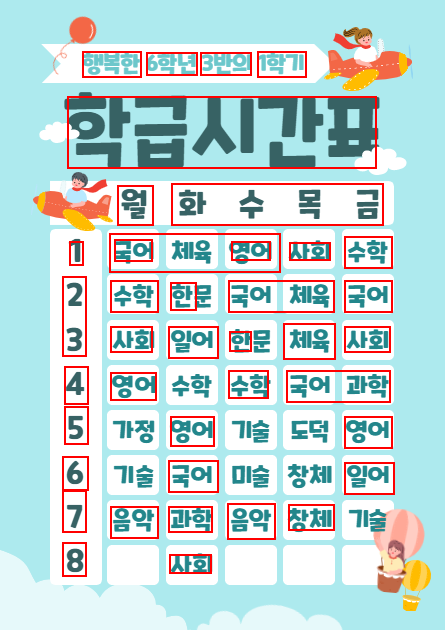 행복한 6학년 3반의 1학기
학급시간표
월 화 수 목 금
1 국어 체육 영어 사회 수학
2 수학 한문 국어 체육 국어
3 사회 일어 한문 체육 사회
4 영어 수학 수학 국어 과학
5 가정 영어 기술 도덕 영어
6 기술 국어 미술 창체 일어
7 음악 과학 음악 창체 기술
8 사회